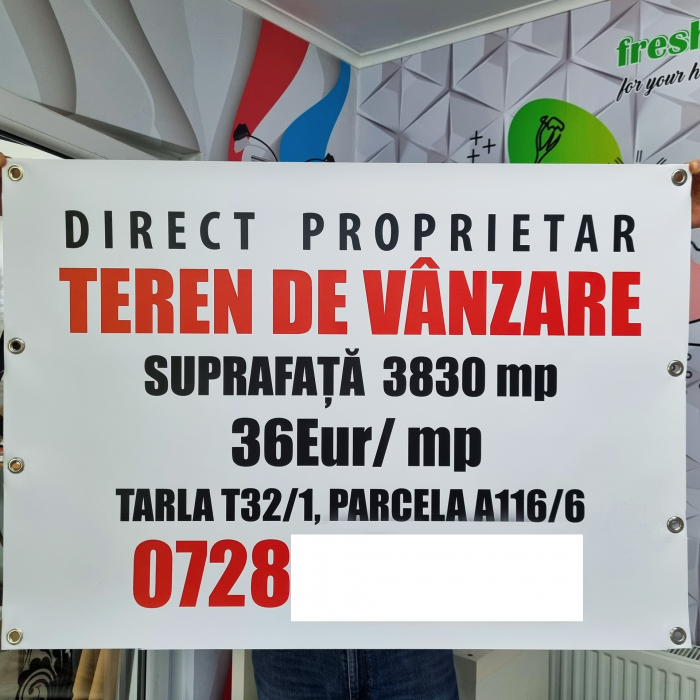 fresh
for your h
DIRECT PROPRIETAR
TEREN DE VÂNZARE
SUPRAFAȚĂ 3830 mp
36Eur/ mp
TARLA T32/1, PARCELA A116/6
0728